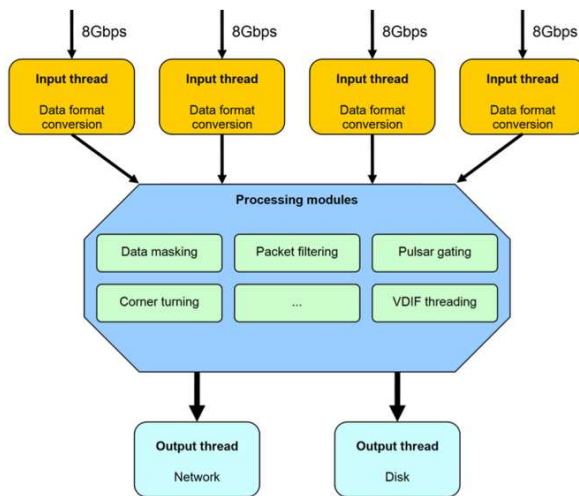 8Gbps
8Gbps
8Gbps
8Gbps
Input thread
Data format
conversion
Input thread
Data format
conversion
Input thread
Data format
conversion
Input thread
Data format
conversion
Processing modules
Data masking
Packet filtering
Pulsar gating
Corner turning
...
VDIF threading
Output thread
Network
Output thread
Disk